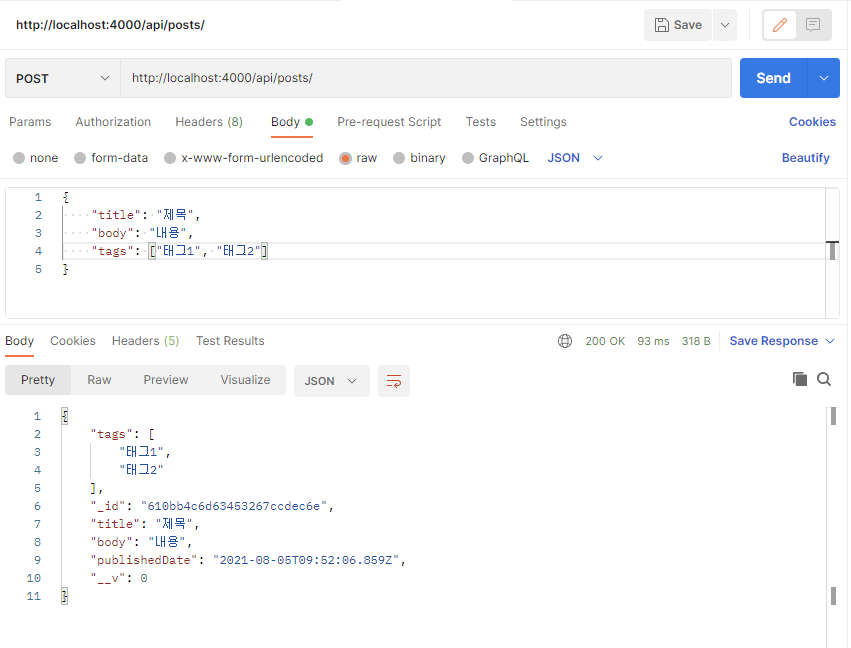 http://localhost:4000/api/posts/
Save
POST
http://localhost:4000/api/posts/
Send
Params Authorization Headers (8) Body Pre-request Script Tests Settings Cookies
none form-data x-www-form-urlencoded raw binary GraphQL JSON Beautify
1 {
2 "title": "제목",
3 "body": "내용",
4 "tags": ["태그1", "태그2"]
5 }
Body Cookies Headers (5) Test Results 200 OK 93 ms 318 B Save Response
Pretty Raw Preview Visualize JSON
1 {
2 "tags": [
3 "태그1",
4 "태그2"
5 ],
6 "_id": "610bb4c6d63453267ccdec6e",
7 "title": "제목",
8 "body": "내용",
9 "publishedDate": "2021-08-05T09:52:06.859Z",
10 "__v": 0
11 }